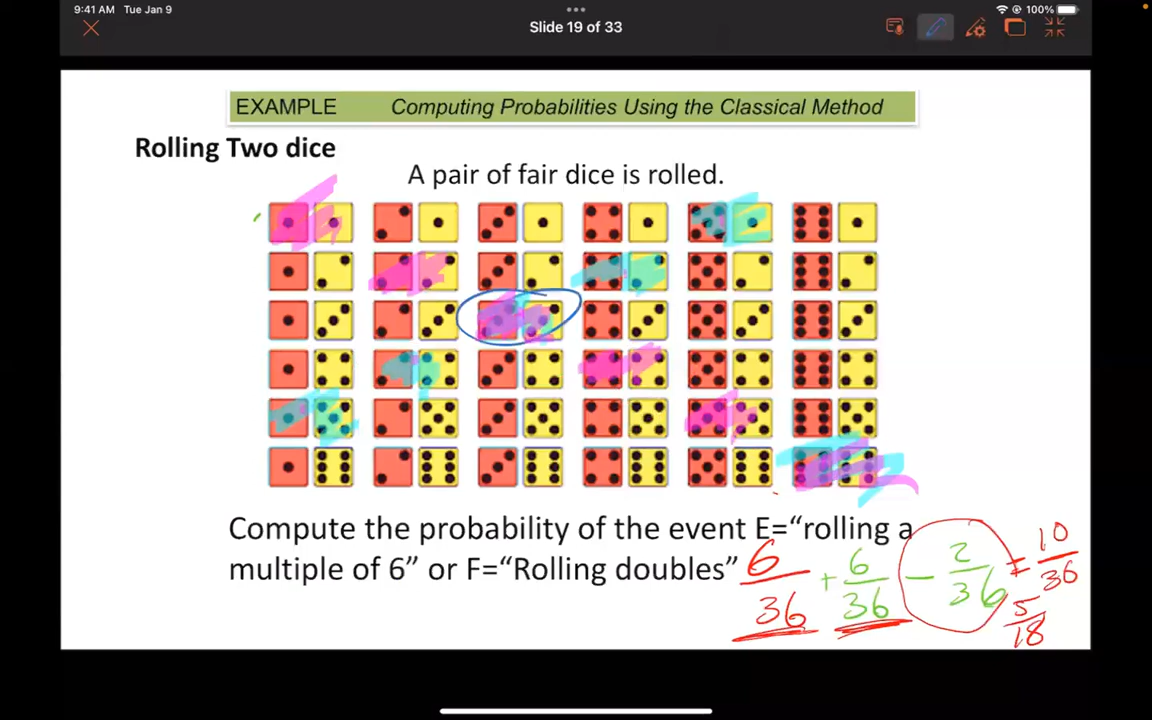 9:41 AM Tue Jan 9
100%
Slide 19 of 33
EXAMPLE Computing Probabilities Using the Classical Method
Rolling Two dice
A pair of fair dice is rolled.
Compute the probability of the event E=“rolling a
multiple of 6” or F=“Rolling doubles”
6/36 + 6/36 - 2/36 = 10/36
5/18